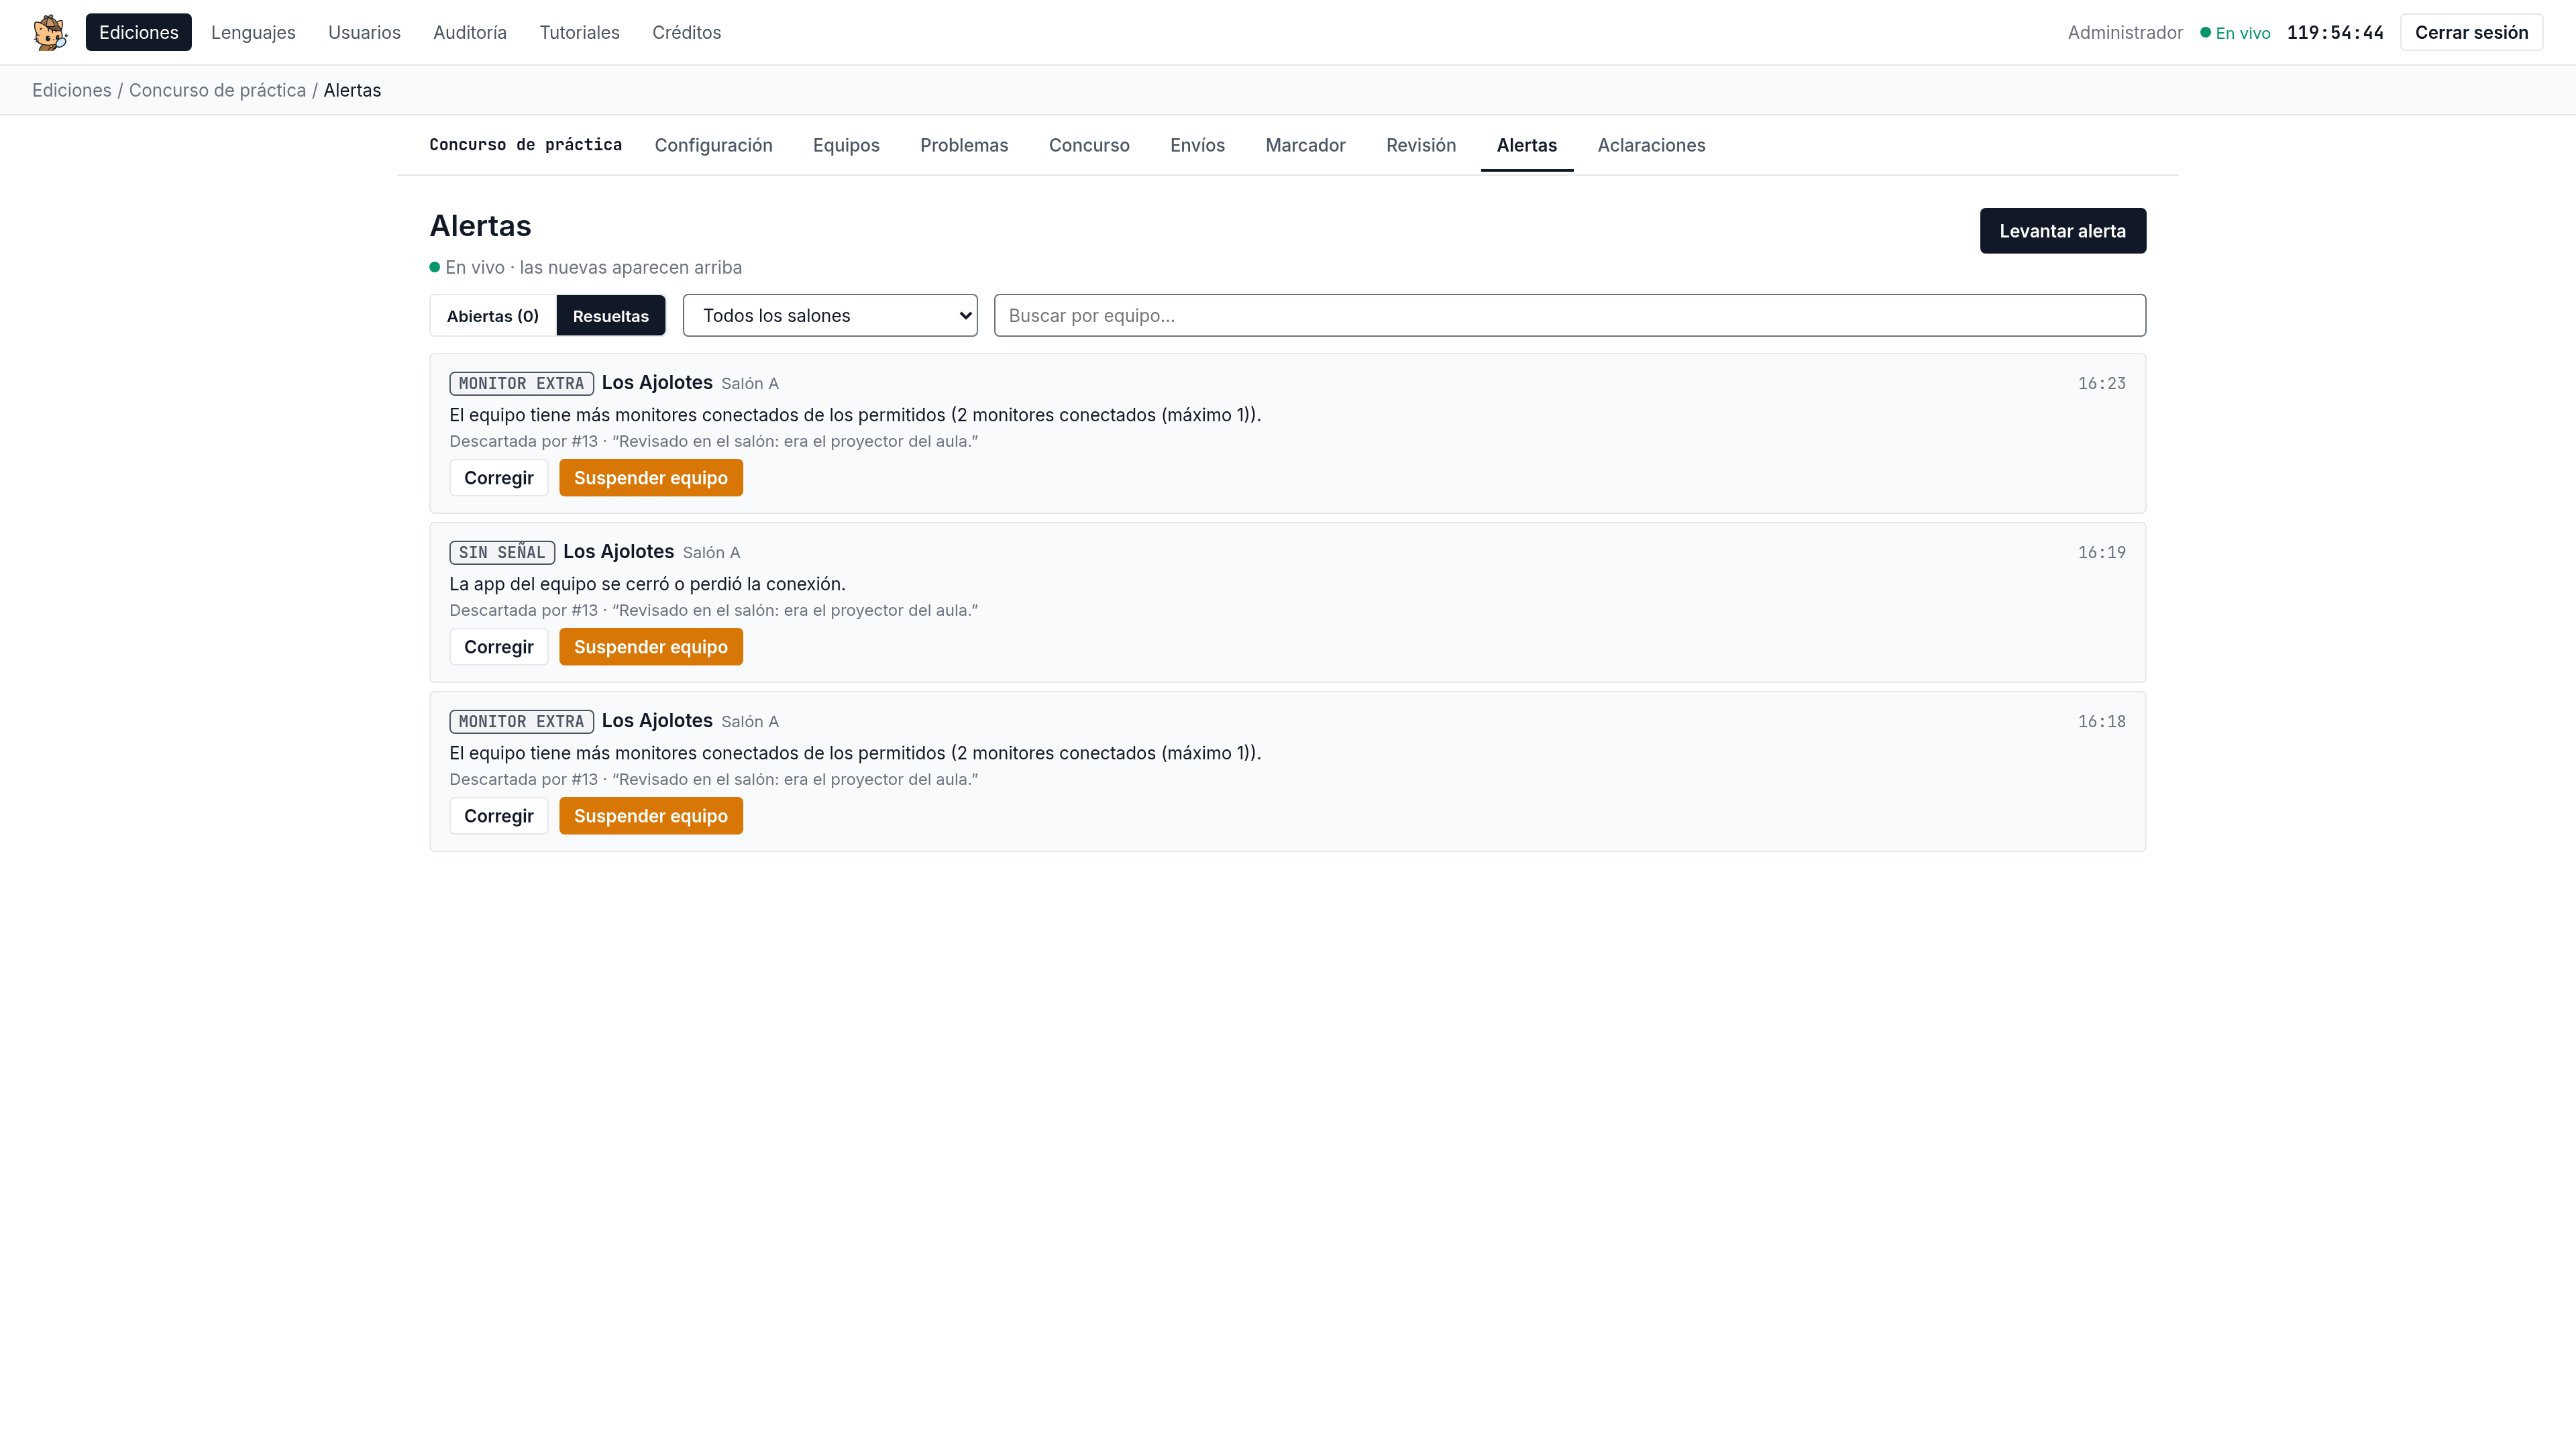 Ediciones Lenguajes Usuarios Auditoría Tutoriales Créditos Administrador En vivo 119:54:44 Cerrar sesión
Ediciones / Concurso de práctica / Alertas
Concurso de práctica Configuración Equipos Problemas Concurso Envíos Marcador Revisión Alertas Aclaraciones
Alertas
Levantar alerta
En vivo · las nuevas aparecen arriba
Abiertas (0) Resueltas Todos los salones Buscar por equipo...
MONITOR EXTRA Los Ajolotes Salón A 16:23
El equipo tiene más monitores conectados de los permitidos (2 monitores conectados (máximo 1)).
Descartada por #13 · “Revisado en el salón: era el proyector del aula.”
Corregir Suspender equipo
SIN SEÑAL Los Ajolotes Salón A 16:19
La app del equipo se cerró o perdió la conexión.
Descartada por #13 · “Revisado en el salón: era el proyector del aula.”
Corregir Suspender equipo
MONITOR EXTRA Los Ajolotes Salón A 16:18
El equipo tiene más monitores conectados de los permitidos (2 monitores conectados (máximo 1)).
Descartada por #13 · “Revisado en el salón: era el proyector del aula.”
Corregir Suspender equipo